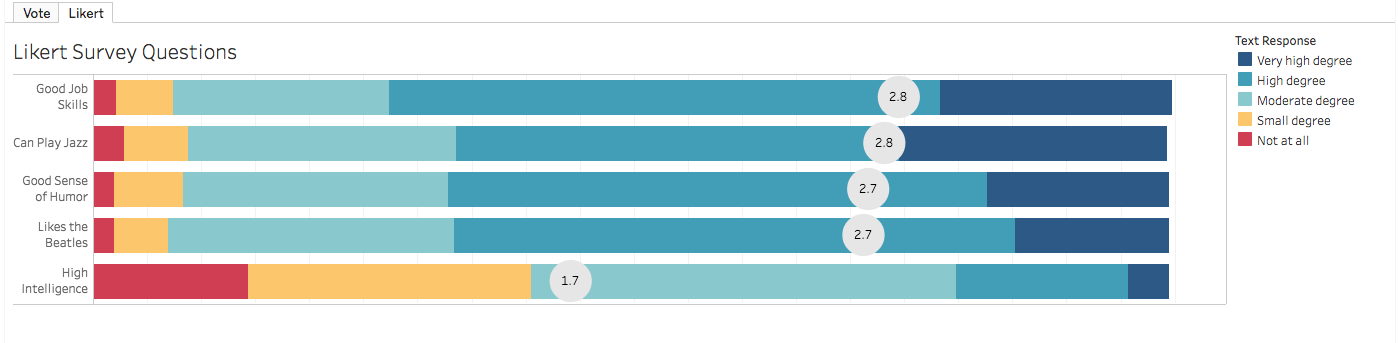 Vote Likert
Likert Survey Questions
Good Job
Skills
2.8
Can Play Jazz
2.8
Good Sense
of Humor
2.7
Likes the
Beatles
2.7
High
Intelligence
1.7
Text Response
Very high degree
High degree
Moderate degree
Small degree
Not at all